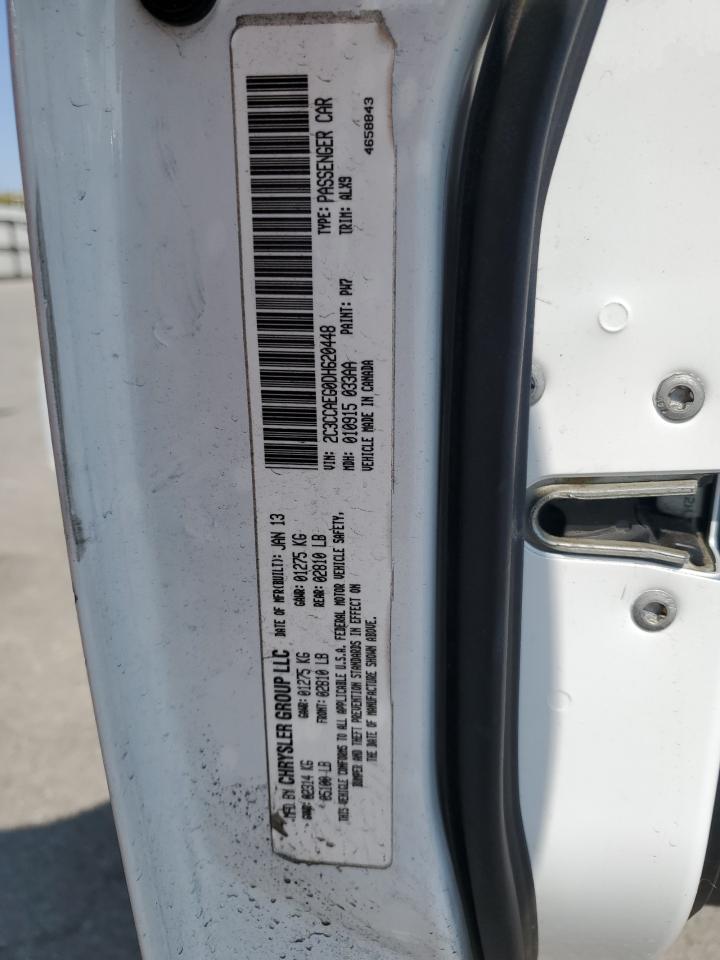 MFD BY CHRYSLER GROUP LLC
DATE OF MFR(BUILT): JAN 13
GVWR: 02314 KG
GAWR: 01275 KG
GAWR: 01275 KG
05100 LB
FRONT: 02810 LB
REAR: 02810 LB
THIS VEHICLE CONFORMS TO ALL APPLICABLE U.S.A. FEDERAL MOTOR VEHICLE SAFETY,
BUMPER AND THEFT PREVENTION STANDARDS IN EFFECT ON
THE DATE OF MANUFACTURE SHOWN ABOVE.
VIN: 2C3CCAEG0DH620448
TYPE: PASSENGER CAR
MDH: 010915 033AA
PAINT: PW7
TRIM: ALX9
VEHICLE MADE IN CANADA
4658843